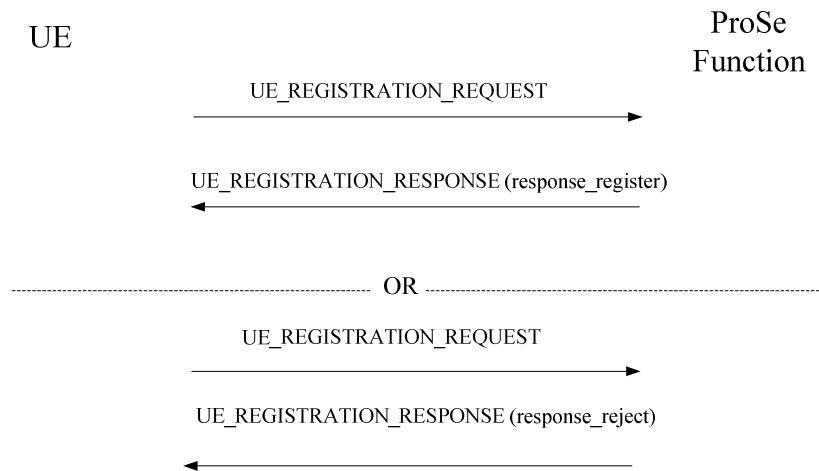 UE
ProSe
Function
UE_REGISTRATION_REQUEST
UE_REGISTRATION_RESPONSE (response_register)
OR
UE_REGISTRATION_REQUEST
UE_REGISTRATION_RESPONSE (response_reject)